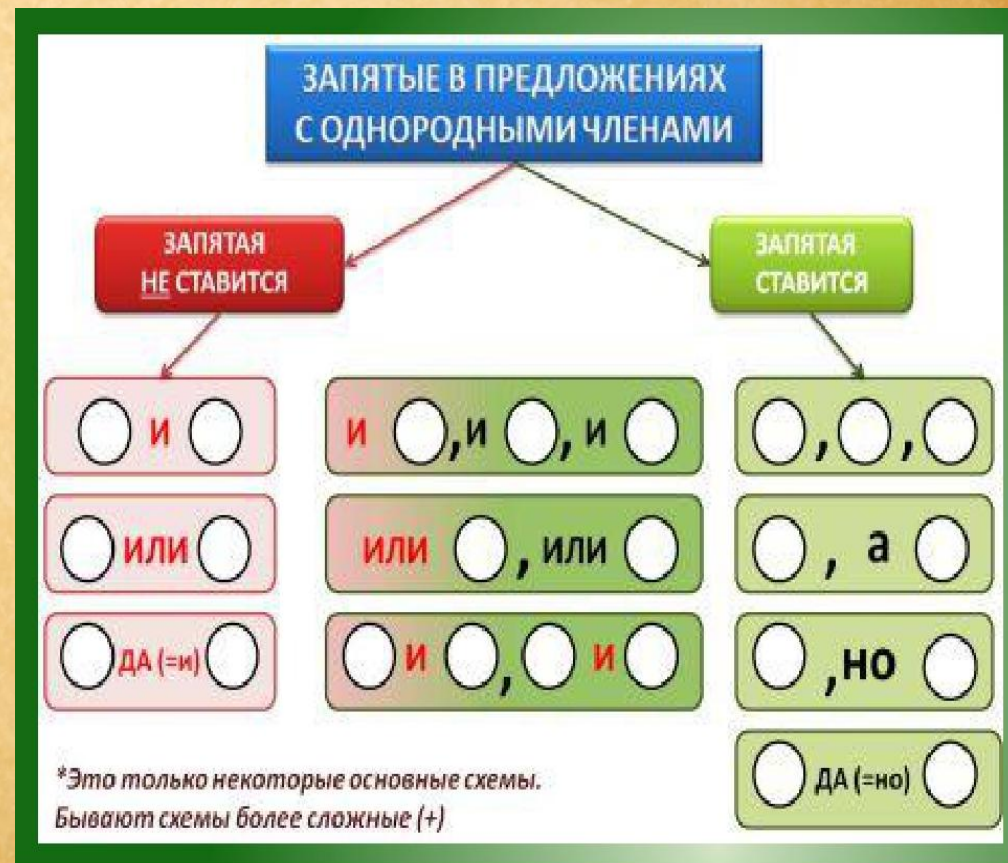 ЗАПЯТЫЕ В ПРЕДЛОЖЕНИЯХ
С ОДНОРОДНЫМИ ЧЛЕНАМИ
ЗАПЯТАЯ
НЕ СТАВИТСЯ
ЗАПЯТАЯ
СТАВИТСЯ
и
или
ДА (=и)
и , и , и
или , или
и , и
, ,
, а
, но
ДА (=но)
*Это только некоторые основные схемы.
Бывают схемы более сложные (+)